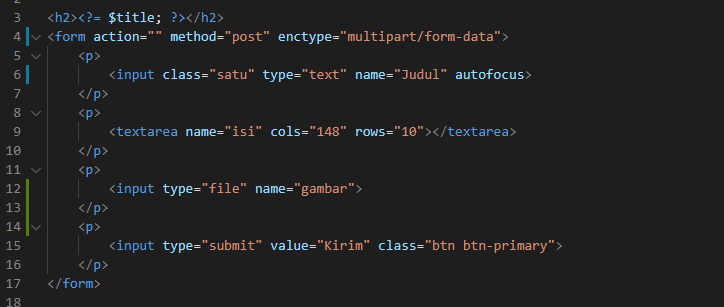 2
3 <h2><?= $title; ?></h2>
4 <form action="" method="post" enctype="multipart/form-data">
5 <p>
6 <input class="satu" type="text" name="Judul" autofocus>
7 </p>
8 <p>
9 <textarea name="isi" cols="148" rows="10"></textarea>
10 </p>
11 <p>
12 <input type="file" name="gambar">
13 </p>
14 <p>
15 <input type="submit" value="Kirim" class="btn btn-primary">
16 </p>
17 </form>
18